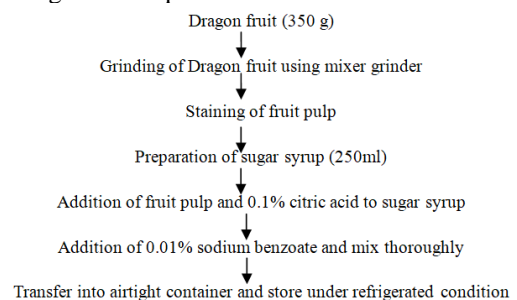 Dragon fruit (350 g)
Grinding of Dragon fruit using mixer grinder
Staining of fruit pulp
Preparation of sugar syrup (250ml)
Addition of fruit pulp and 0.1% citric acid to sugar syrup
Addition of 0.01% sodium benzoate and mix thoroughly
Transfer into airtight container and store under refrigerated condition